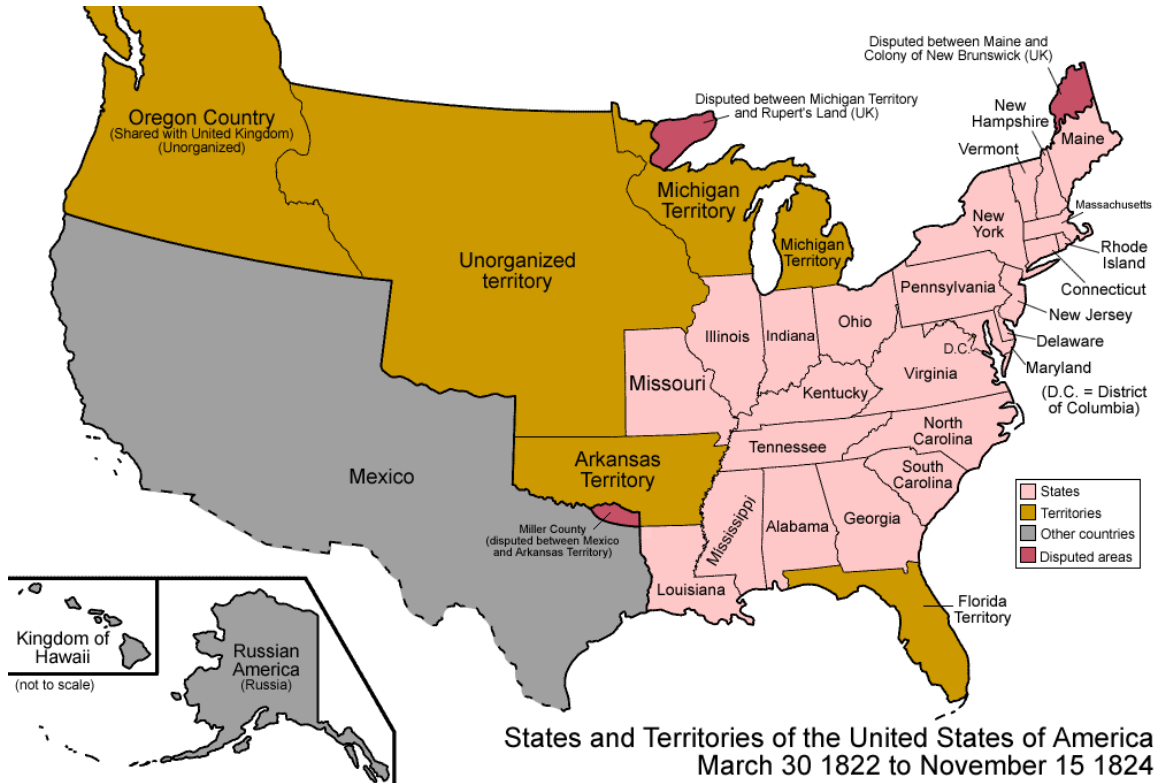 Disputed between Maine and
Colony of New Brunswick (UK)
Disputed between Michigan Territory
and Rupert's Land (UK)
New
Hampshire
Vermont
Maine
Oregon Country
(Shared with United Kingdom)
(Unorganized)
Michigan
Territory
Massachusetts
New
York
Michigan
Territory
Rhode
Island
Unorganized
territory
Connecticut
Pennsylvania
New Jersey
Illinois
Indiana
Ohio
Delaware
D.C.
Maryland
Missouri
Virginia
Kentucky
(D.C. = District
of Columbia)
North
Carolina
Tennessee
Arkansas
Territory
South
Carolina
Mexico
Mississippi
Alabama
Georgia
States
Territories
Other countries
Disputed areas
Miller County
(disputed between Mexico
and Arkansas Territory)
Louisiana
Florida
Territory
Kingdom of
Hawaii
(not to scale)
Russian
America
(Russia)
States and Territories of the United States of America
March 30 1822 to November 15 1824